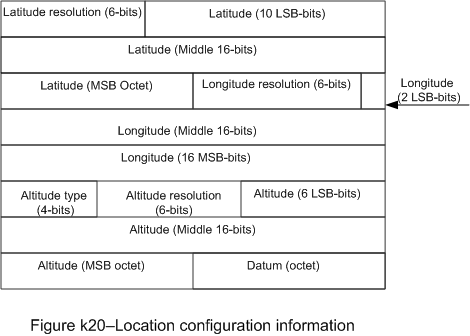 Latitude resolution (6-bits)
Latitude (10 LSB-bits)
Latitude (Middle 16-bits)
Latitude (MSB Octet)
Longitude resolution (6-bits)
Longitude
(2 LSB-bits)
Longitude (Middle 16-bits)
Longitude (16 MSB-bits)
Altitude type
(4-bits)
Altitude resolution
(6-bits)
Altitude (6 LSB-bits)
Altitude (Middle 16-bits)
Altitude (MSB octet)
Datum (octet)
Figure k20–Location configuration information